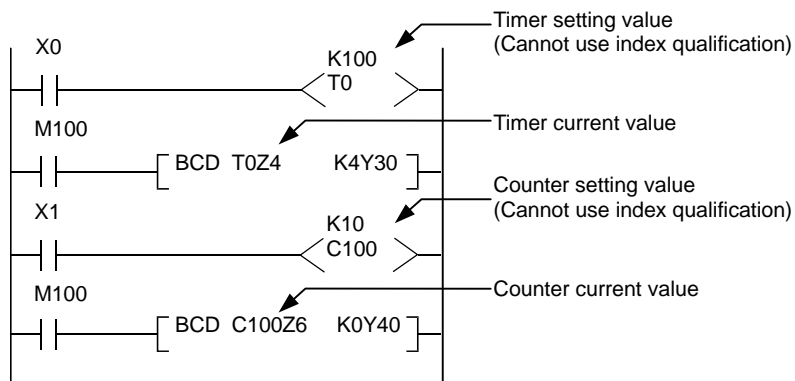 Timer setting value
(Cannot use index qualification)
X0
K100
T0
M100
BCD T0Z4 K4Y30
Timer current value
Counter setting value
(Cannot use index qualification)
X1
K10
C100
M100
BCD C100Z6 K0Y40
Counter current value